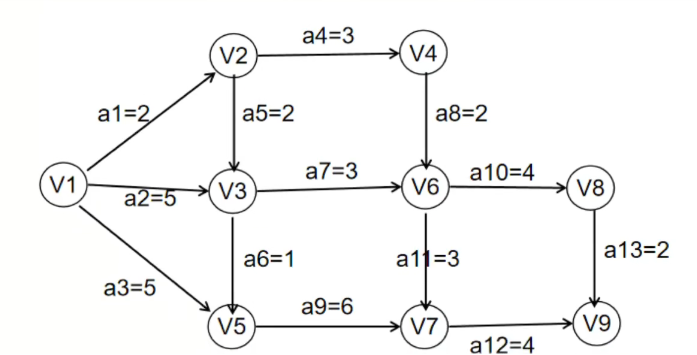 a4=3
V2
V4
a1=2
a5=2
a8=2
a7=3
a10=4
V1
a2=5
V3
V6
V8
a6=1
a11=3
a13=2
a3=5
a9=6
V5
V7
V9
a12=4